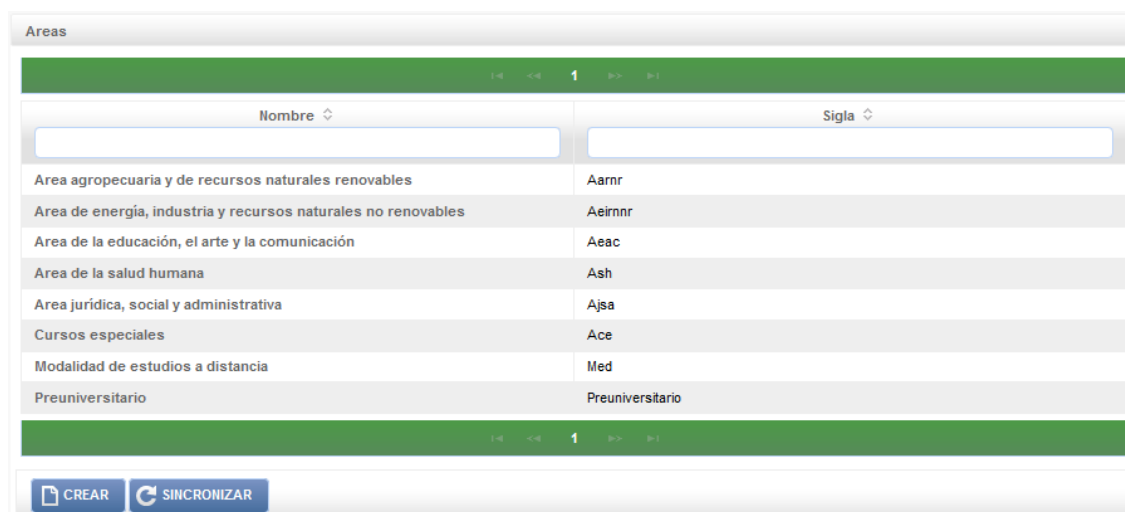 Areas
1
Nombre Sigla
Area agropecuaria y de recursos naturales renovables Aarnr
Area de energía, industria y recursos naturales no renovables Aeirnnr
Area de la educación, el arte y la comunicación Aeac
Area de la salud humana Ash
Area jurídica, social y administrativa Ajsa
Cursos especiales Ace
Modalidad de estudios a distancia Med
Preuniversitario Preuniversitario
1
CREAR SINCRONIZAR